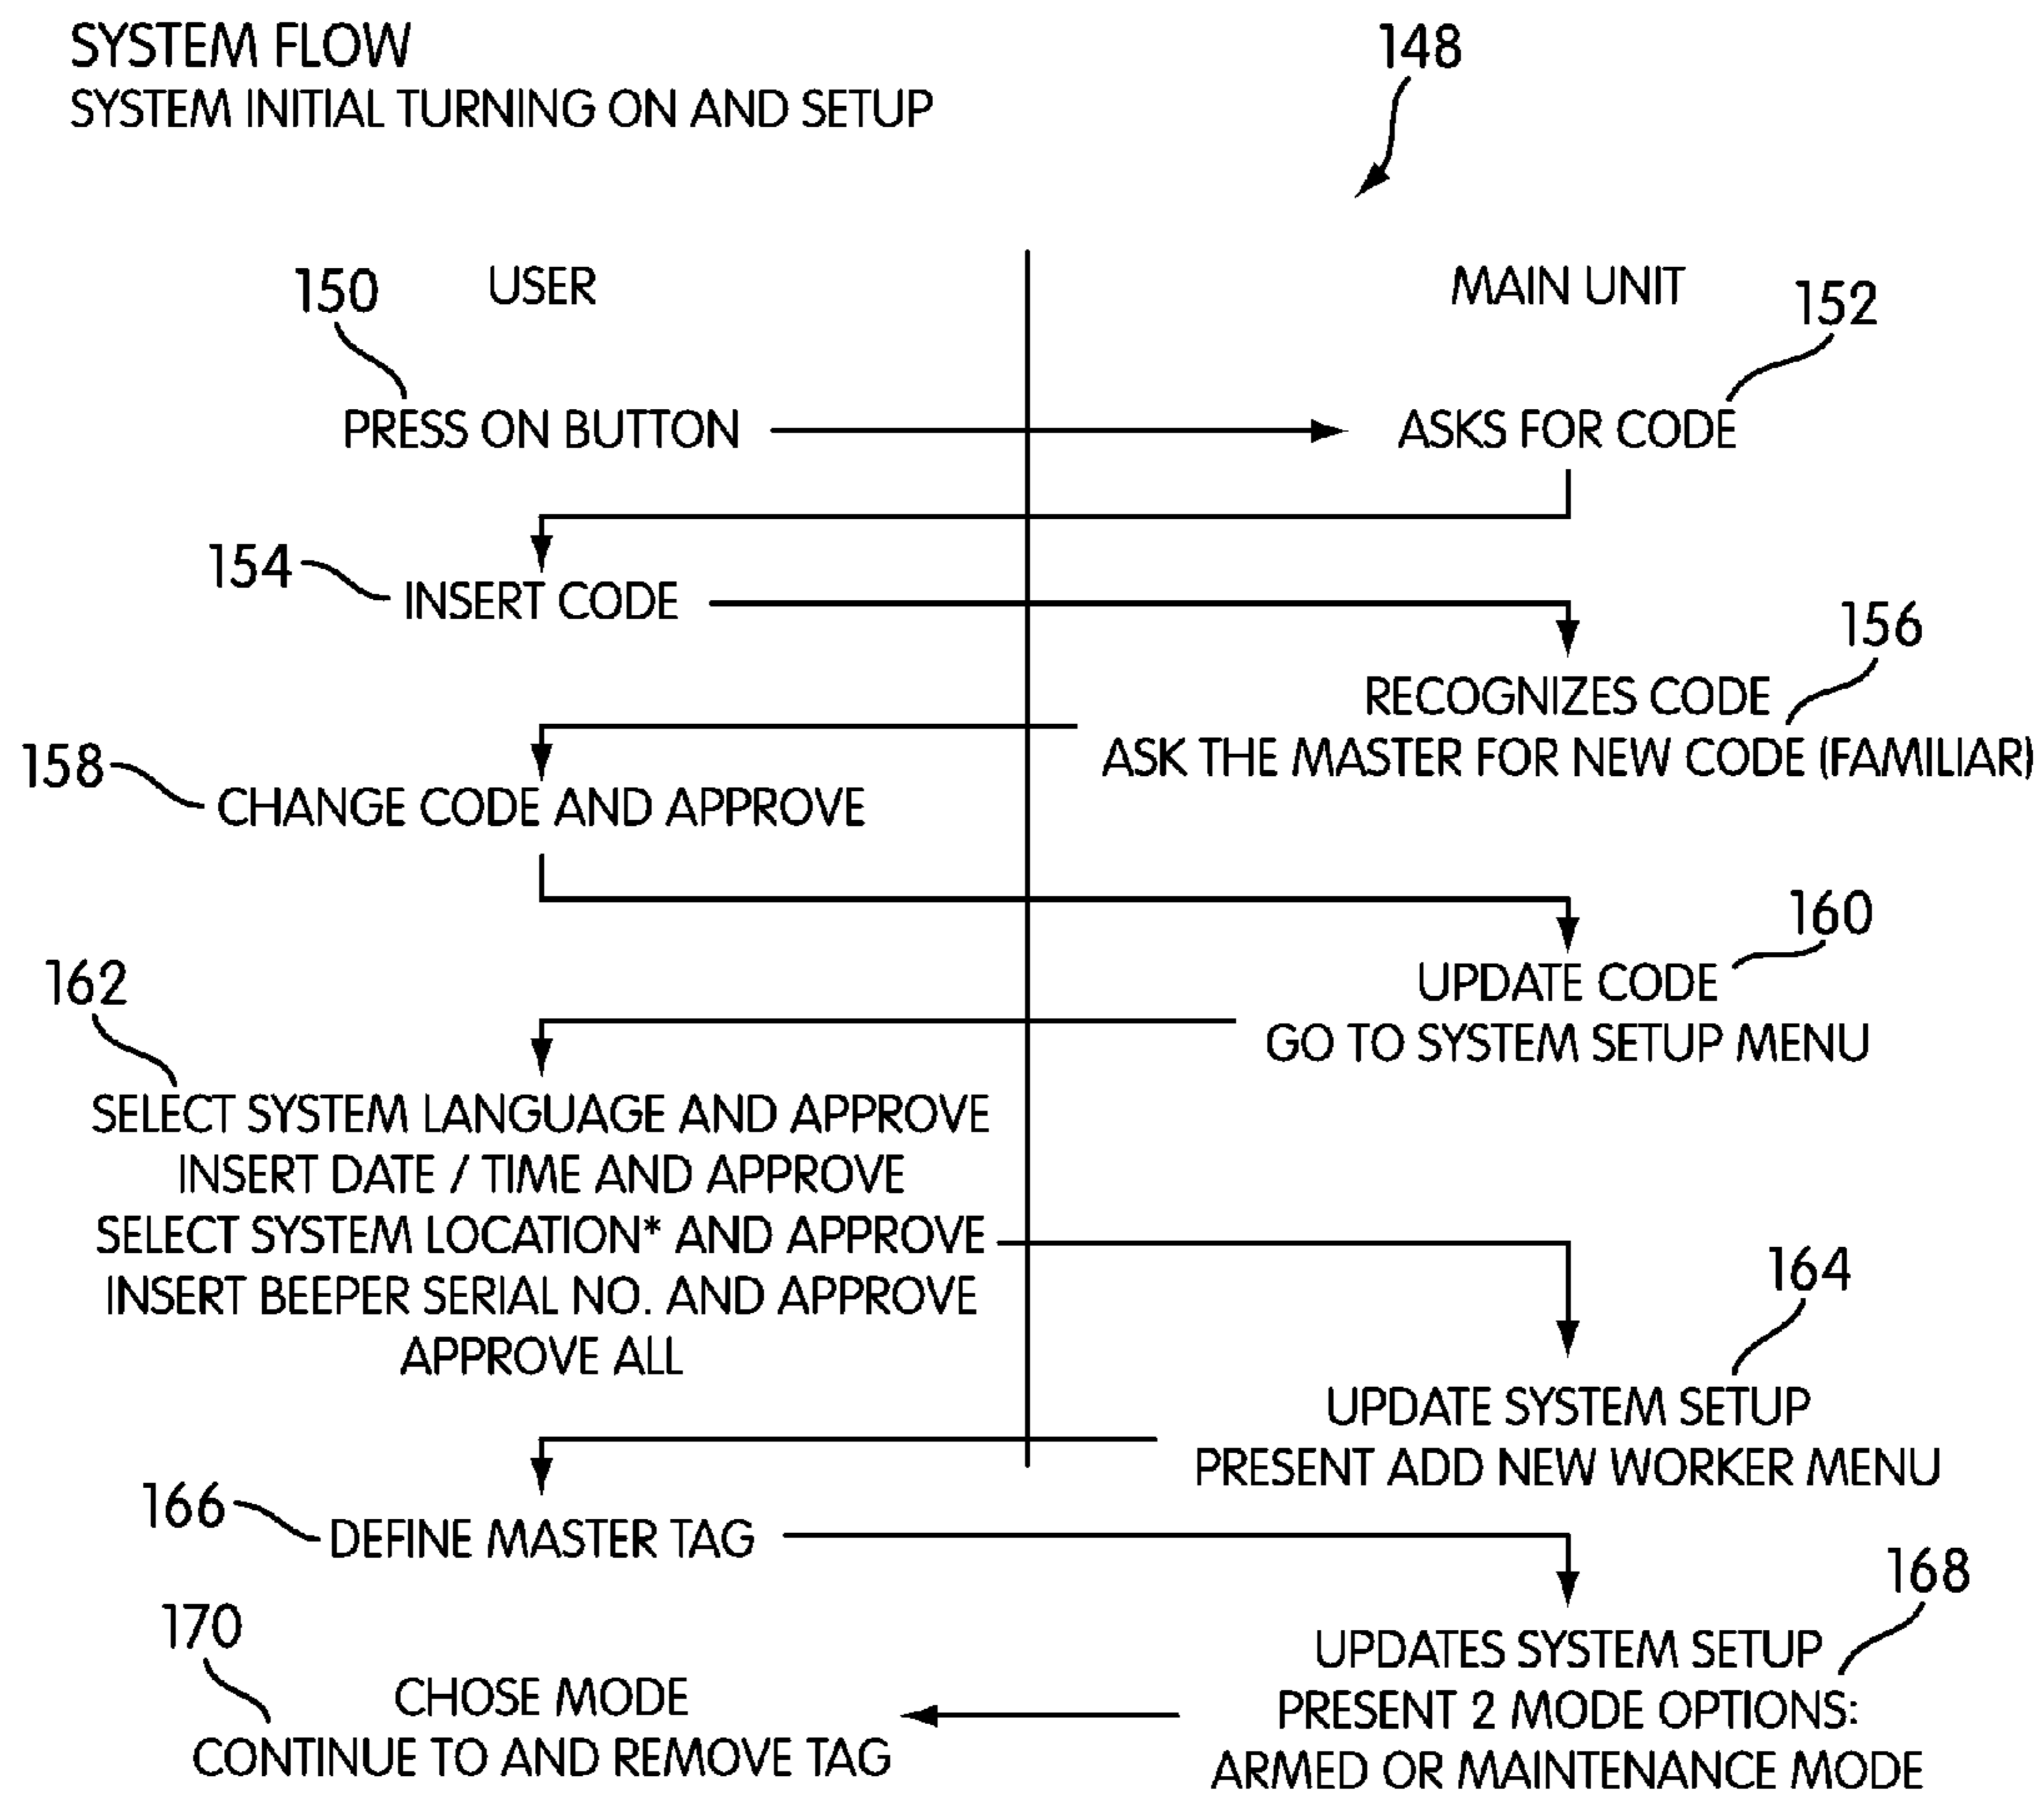 SYSTEM FLOW
SYSTEM INITIAL TURNING ON AND SETUP
148
150
USER
MAIN UNIT
152
PRESS ON BUTTON
ASKS FOR CODE
154
INSERT CODE
156
RECOGNIZES CODE
ASK THE MASTER FOR NEW CODE (FAMILIAR)
158
CHANGE CODE AND APPROVE
160
UPDATE CODE
GO TO SYSTEM SETUP MENU
162
SELECT SYSTEM LANGUAGE AND APPROVE
INSERT DATE / TIME AND APPROVE
SELECT SYSTEM LOCATION* AND APPROVE
INSERT BEEPER SERIAL NO. AND APPROVE
APPROVE ALL
164
UPDATE SYSTEM SETUP
PRESENT ADD NEW WORKER MENU
166
DEFINE MASTER TAG
168
UPDATES SYSTEM SETUP
PRESENT 2 MODE OPTIONS:
ARMED OR MAINTENANCE MODE
170
CHOSE MODE
CONTINUE TO AND REMOVE TAG